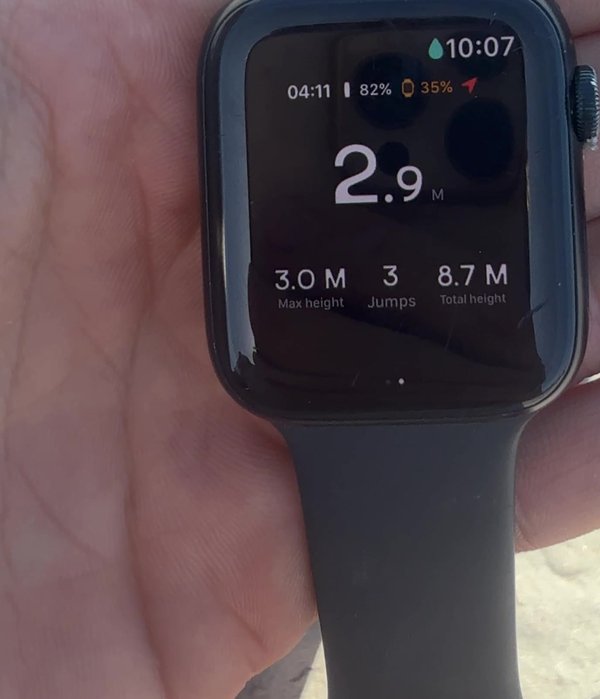 10:07
04:11 82% 35%
2.9 M
3.0 M 3 8.7 M
Max height Jumps Total height